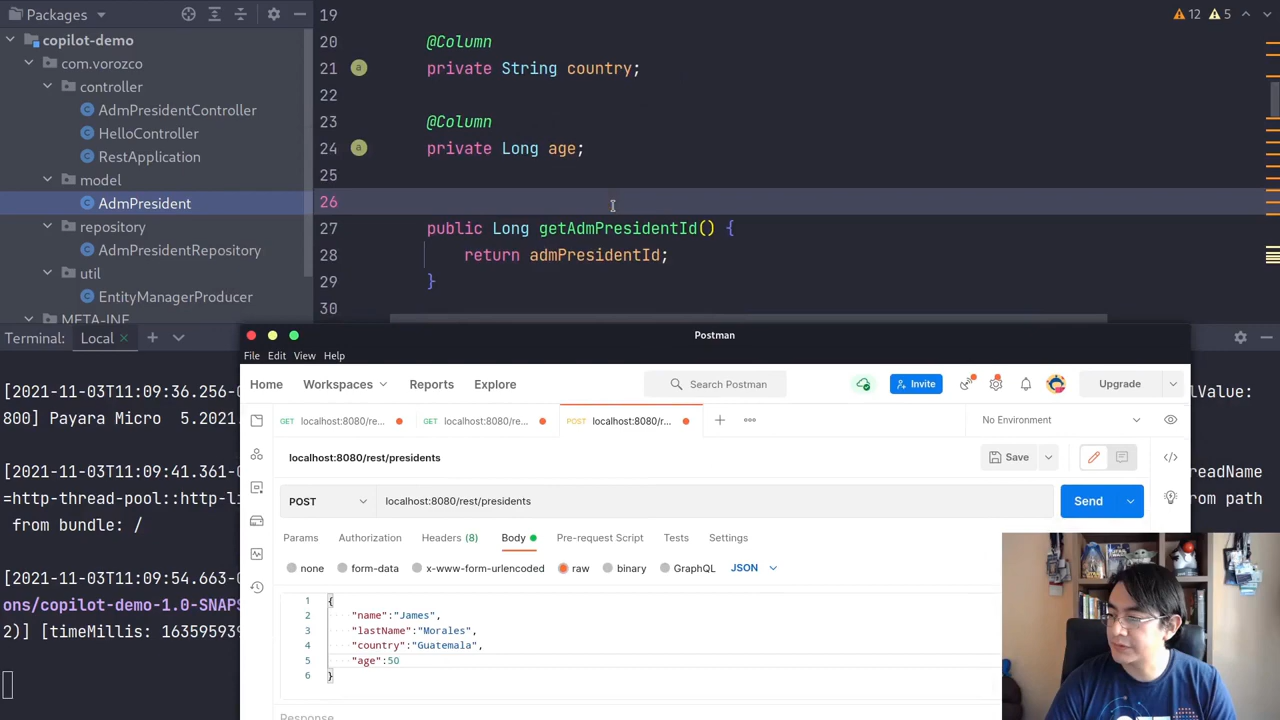 Packages
19
12 5
copilot-demo
20 @Column
com.vorozco
21 private String country;
controller
22
AdmPresidentController
23 @Column
HelloController
24 private Long age;
RestApplication
25
model
AdmPresident
26
repository
27 public Long getAdmPresidentId() {
AdmPresidentRepository
28 return admPresidentId;
util
29 }
EntityManagerProducer
30
META-INF
Terminal: Local
Postman
File Edit View Help
[2021-11-03T11:09:36.256-
lValue:
800] Payara Micro 5.2021.
Home Workspaces Reports Explore Search Postman Invite Upgrade
GET localhost:8080/re... GET localhost:8080/re... POST localhost:8080/r... No Environment
localhost:8080/rest/presidents Save
[2021-11-03T11:09:41.361-
readName
=http-thread-pool::http-li
rom path
from bundle: /
POST localhost:8080/rest/presidents Send
Params Authorization Headers (8) Body Pre-request Script Tests Settings
none form-data x-www-form-urlencoded raw binary GraphQL JSON
[2021-11-03T11:09:54.663-
ons/copilot-demo-1.0-SNAPS
2)] [timeMillis: 163595939
1 {
2 "name":"James",
3 "lastName":"Morales",
4 "country":"Guatemala",
5 "age":50
6 }
Response